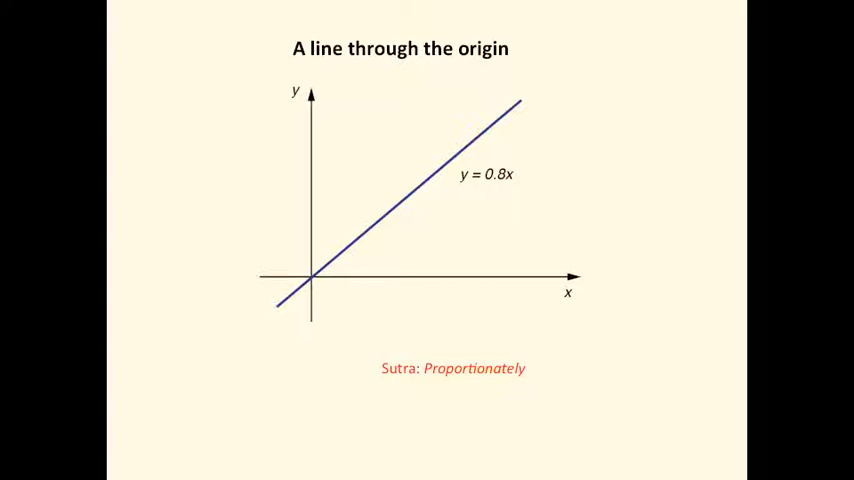 A line through the origin
y
y = 0.8x
x
Sutra: Proportionately